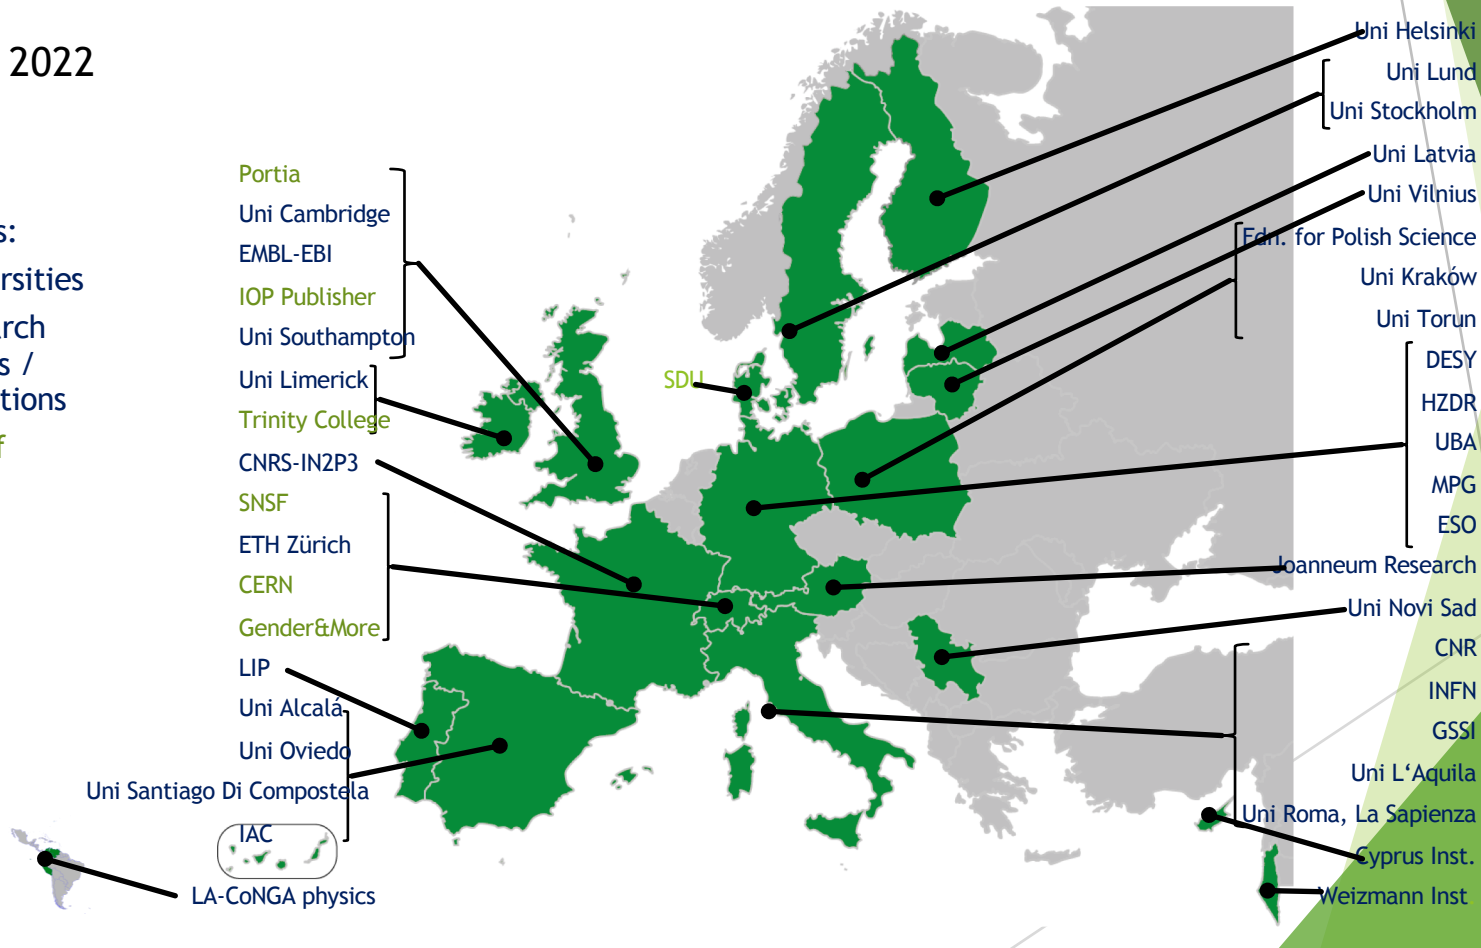 2022
s:
rsities
rch
s /
tions
f
Portia
Uni Cambridge
EMBL-EBI
IOP Publisher
Uni Southampton
Uni Limerick
Trinity College
CNRS-IN2P3
SNSF
ETH Zürich
CERN
Gender&More
LIP
Uni Alcalá
Uni Oviedo
Uni Santiago Di Compostela
IAC
LA-CoNGA physics
SDU
Uni Helsinki
Uni Lund
Uni Stockholm
Uni Latvia
Uni Vilnius
Fdn. for Polish Science
Uni Kraków
Uni Torun
DESY
HZDR
UBA
MPG
ESO
Joanneum Research
Uni Novi Sad
CNR
INFN
GSSI
Uni L‘Aquila
Uni Roma, La Sapienza
Cyprus Inst.
Weizmann Inst.